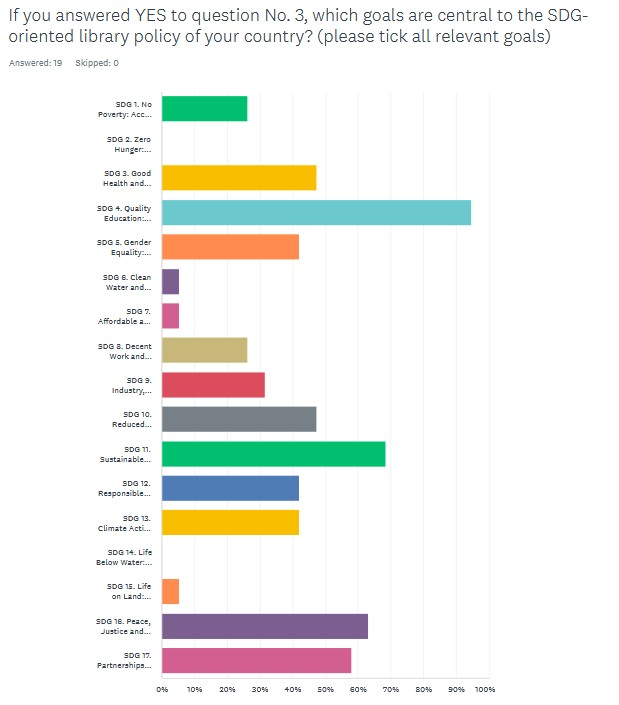 If you answered YES to question No. 3, which goals are central to the SDG-
oriented library policy of your country? (please tick all relevant goals)
Answered: 19 Skipped: 0
SDG 1. No
Poverty: Acc...
SDG 2. Zero
Hunger:...
SDG 3. Good
Health and...
SDG 4. Quality
Education:...
SDG 5. Gender
Equality:...
SDG 6. Clean
Water and...
SDG 7.
Affordable a...
SDG 8. Decent
Work and...
SDG 9.
Industry,...
SDG 10.
Reduced...
SDG 11.
Sustainable...
SDG 12.
Responsible...
SDG 13.
Climate Acti...
SDG 14. Life
Below Water:...
SDG 15. Life
on Land:...
SDG 16. Peace,
Justice and...
SDG 17.
Partnerships...
0% 10% 20% 30% 40% 50% 60% 70% 80% 90% 100%